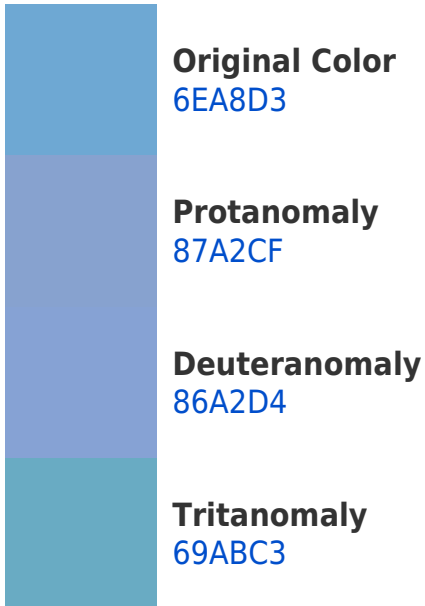 Original Color
6EA8D3
Protanomaly
87A2CF
Deuteranomaly
86A2D4
Tritanomaly
69ABC3